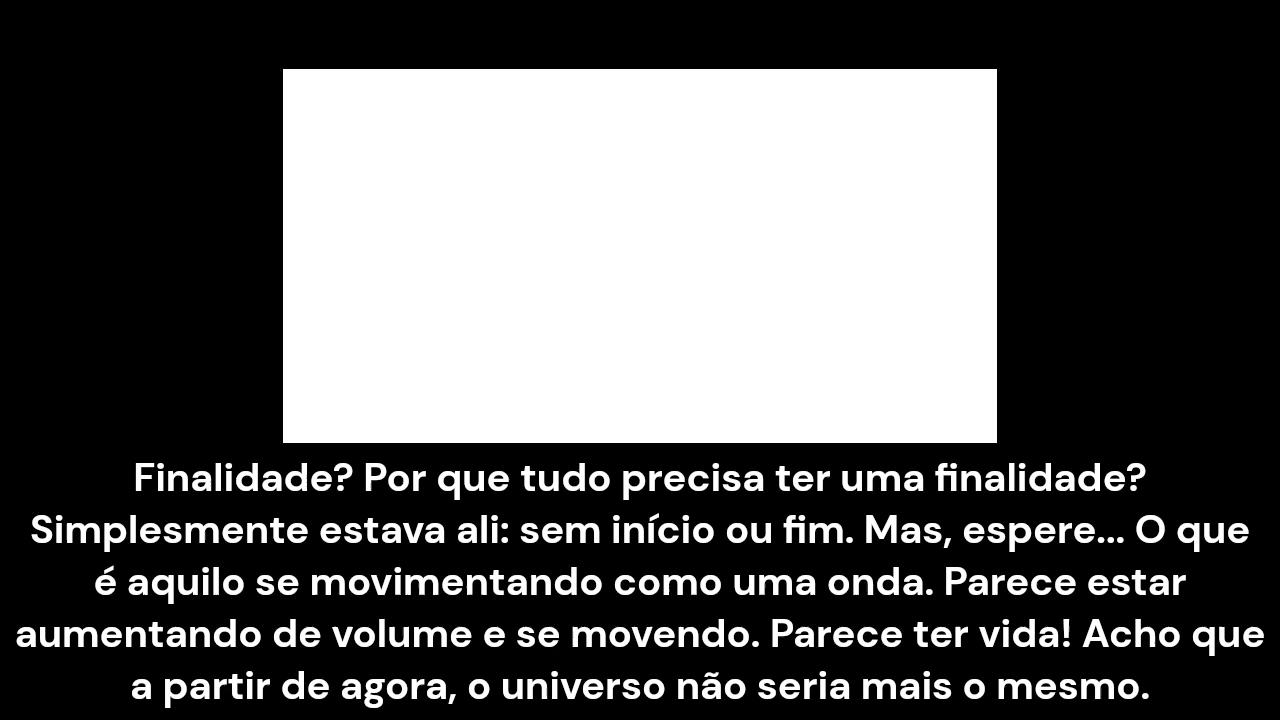 Finalidade? Por que tudo precisa ter uma finalidade?
Simplesmente estava ali: sem início ou fim. Mas, espere... O que
é aquilo se movimentando como uma onda. Parece estar
aumentando de volume e se movendo. Parece ter vida! Acho que
a partir de agora, o universo não seria mais o mesmo.